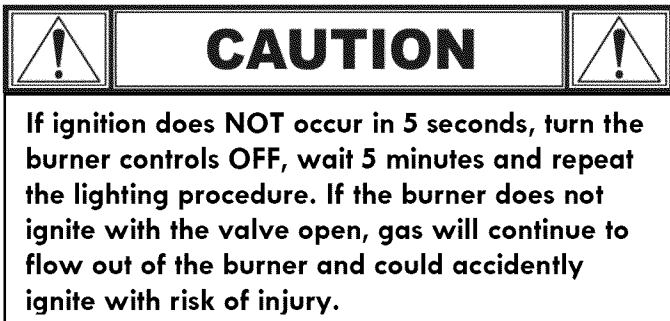 CAUTION
If ignition does NOT occur in 5 seconds, turn the
burner controls OFF, wait 5 minutes and repeat
the lighting procedure. If the burner does not
ignite with the valve open, gas will continue to
flow out of the burner and could accidently
ignite with risk of injury.